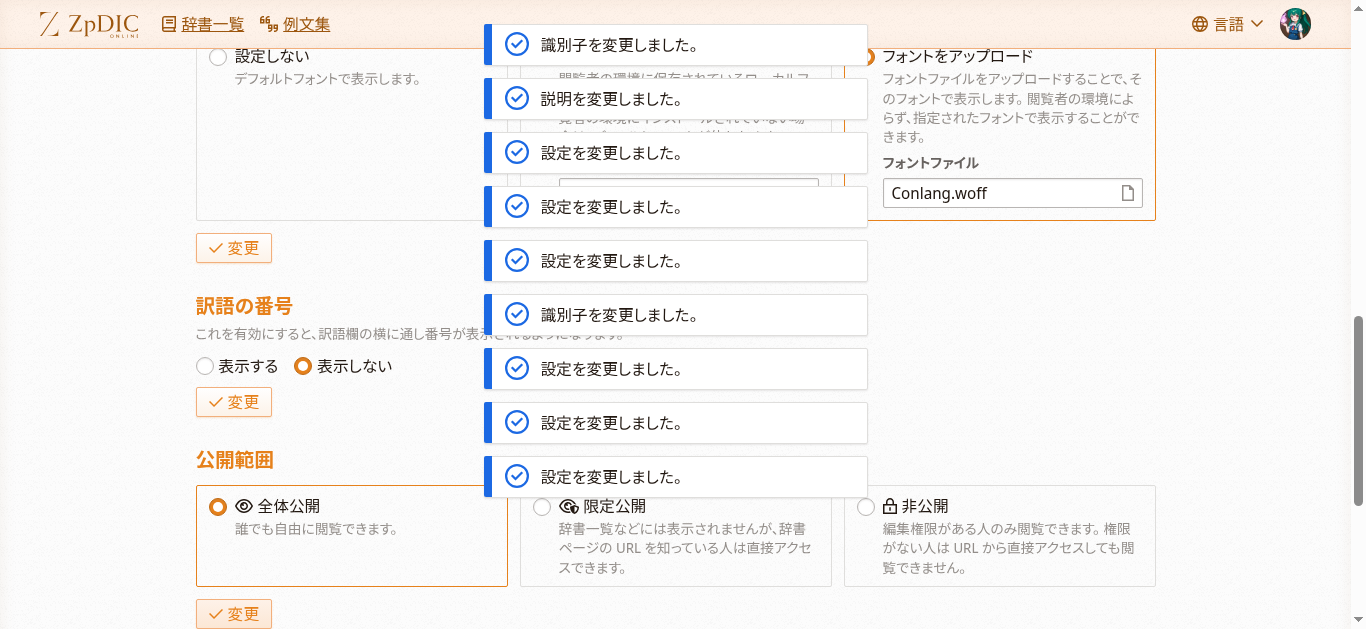 ZpDIC
ONLINE
辞書一覧
例文集
言語
識別子を変更しました。
説明を変更しました。
設定を変更しました。
設定を変更しました。
設定を変更しました。
識別子を変更しました。
設定を変更しました。
設定を変更しました。
設定を変更しました。
設定しない
デフォルトフォントで表示します。
フォントをアップロード
フォントファイルをアップロードすることで、そ
のフォントで表示します。閲覧者の環境によ
らず、指定されたフォントで表示することがで
きます。
フォントファイル
Conlang.woff
変更
訳語の番号
これを有効にすると、訳語欄の横に通し番号が表示されるようになります。
表示する
表示しない
変更
公開範囲
全体公開
誰でも自由に閲覧できます。
限定公開
辞書一覧などには表示されませんが、辞書
ページの URL を知っている人は直接アクセ
スできます。
非公開
編集権限がある人のみ閲覧できます。権限
がない人は URL から直接アクセスしても閲
覧できません。
変更